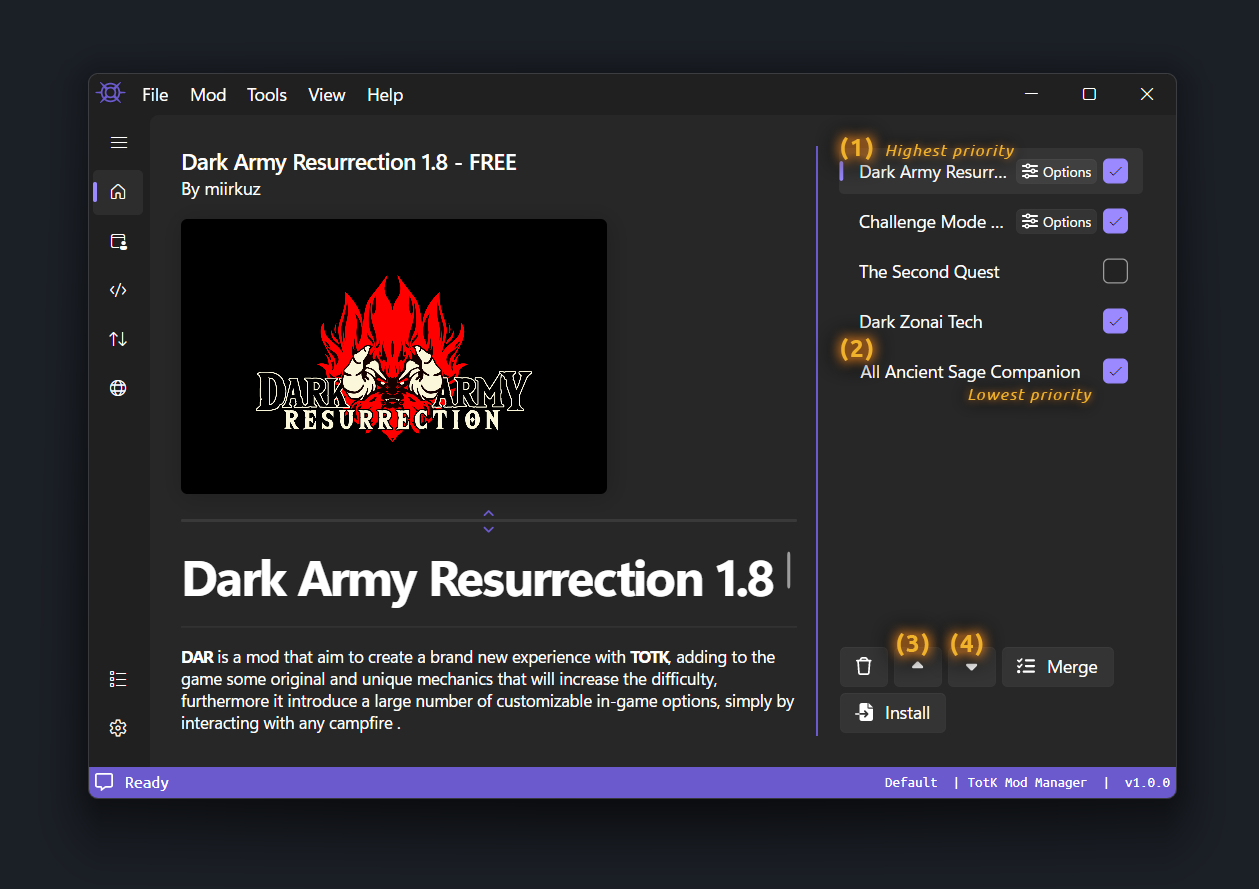 File Mod Tools View Help
Dark Army Resurrection 1.8 - FREE
By miirkuz
DARK ARMY
RESURRECTION
Dark Army Resurrection 1.8
DAR is a mod that aim to create a brand new experience with TOTK, adding to the
game some original and unique mechanics that will increase the difficulty,
furthermore it introduce a large number of customizable in-game options, simply by
interacting with any campfire .
(1) Highest priority
Dark Army Resurr... Options
Challenge Mode ... Options
The Second Quest
Dark Zonai Tech
(2)
All Ancient Sage Companion
Lowest priority
(3) (4)
Merge
Install
Ready
Default | TotK Mod Manager | v1.0.0